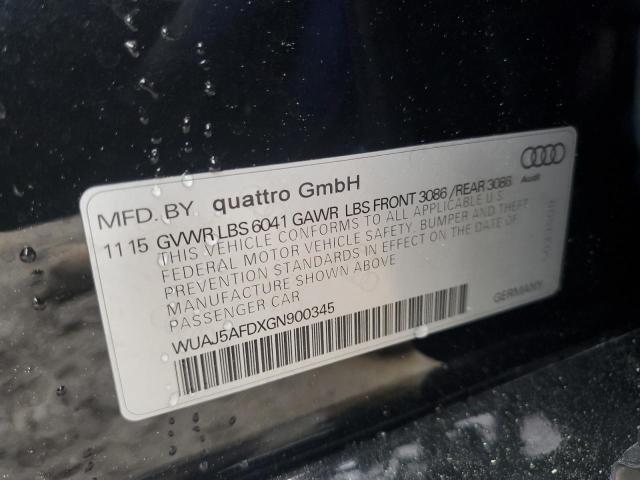 MFD. BY quattro GmbH
Audi
11 15 GVWR LBS 6041 GAWR LBS FRONT 3086 / REAR 3086
THIS VEHICLE CONFORMS TO ALL APPLICABLE U.S.
FEDERAL MOTOR VEHICLE SAFETY, BUMPER AND THEFT
PREVENTION STANDARDS IN EFFECT ON THE DATE OF
MANUFACTURE SHOWN ABOVE
PASSENGER CAR
WUAJ5AFDXGN900345
GERMANY